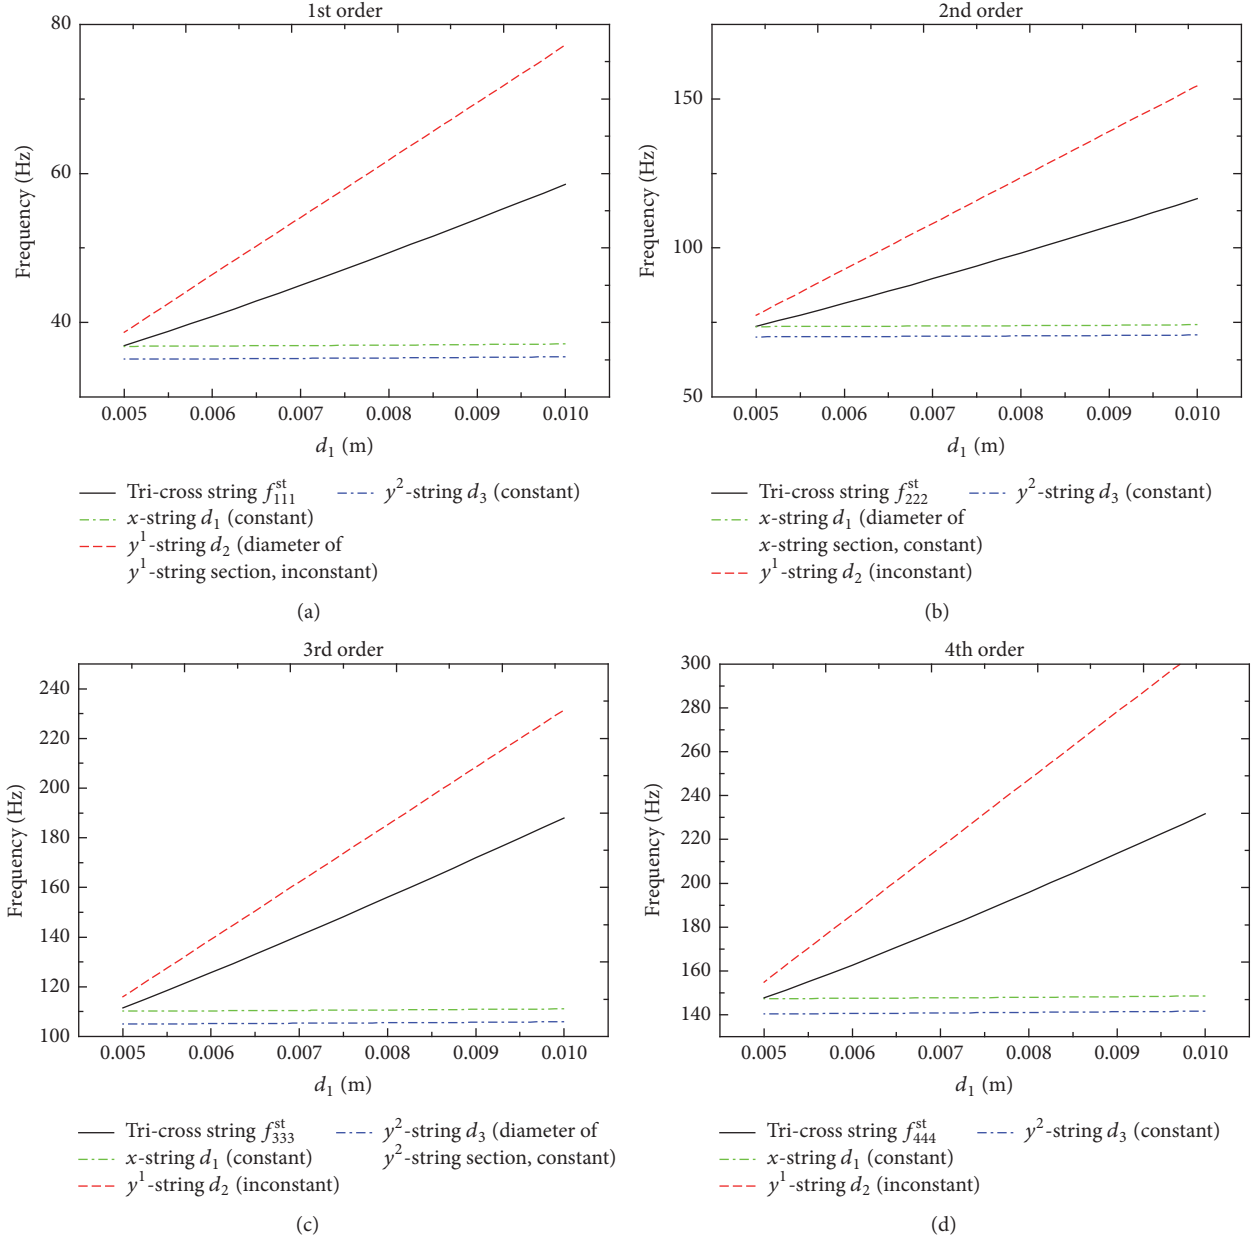 1st order
80
60
40
Frequency (Hz)
0.005 0.006 0.007 0.008 0.009 0.010
d₁ (m)
Tri-cross string f₁₁₁ˢᵗ
y²-string d₃ (constant)
x-string d₁ (constant)
y¹-string d₂ (diameter of
y¹-string section, inconstant)
(a)
2nd order
150
100
50
Frequency (Hz)
0.005 0.006 0.007 0.008 0.009 0.010
d₁ (m)
Tri-cross string f₂₂₂ˢᵗ
y²-string d₃ (constant)
x-string d₁ (diameter of
x-string section, constant)
y¹-string d₂ (inconstant)
(b)
3rd order
240
220
200
180
160
140
120
110
100
Frequency (Hz)
0.005 0.006 0.007 0.008 0.009 0.010
d₁ (m)
Tri-cross string f₃₃₃ˢᵗ
y²-string d₃ (diameter of
y²-string section, constant)
x-string d₁ (constant)
y¹-string d₂ (inconstant)
(c)
4th order
300
280
260
240
220
200
180
160
140
Frequency (Hz)
0.005 0.006 0.007 0.008 0.009 0.010
d₁ (m)
Tri-cross string f₄₄₄ˢᵗ
y²-string d₃ (constant)
x-string d₁ (constant)
y¹-string d₂ (inconstant)
(d)